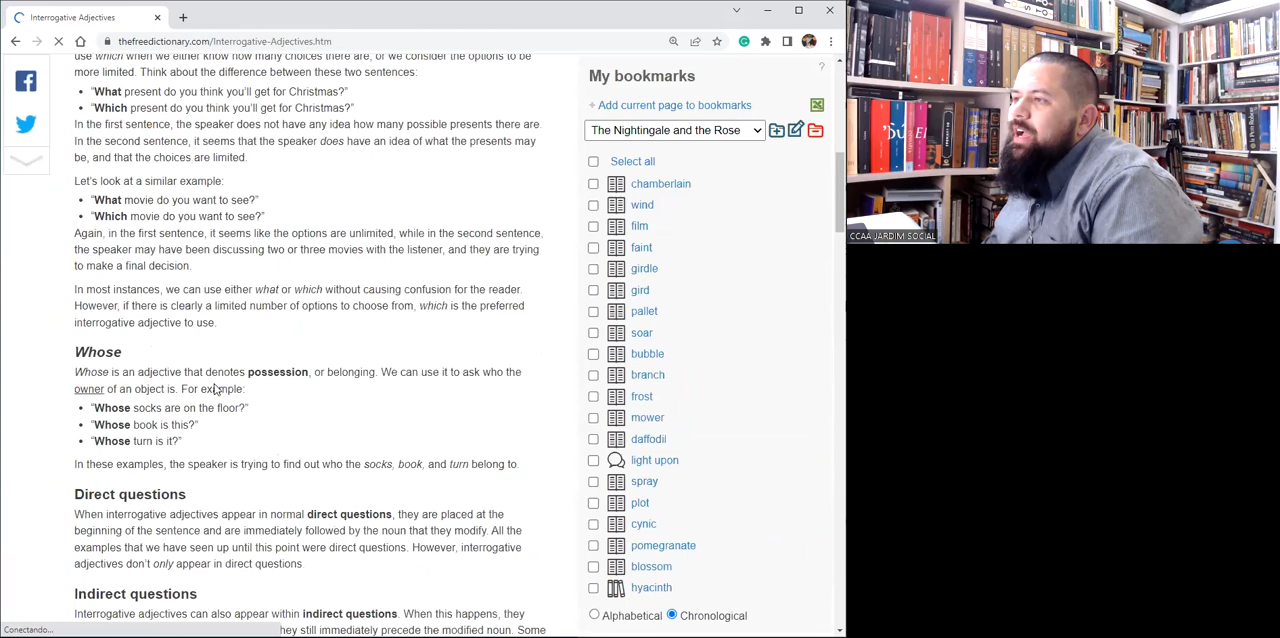 Interrogative Adjectives
thefreedictionary.com/Interrogative-Adjectives.htm
use which when we either know how many choices there are, or we consider the options to be
more limited. Think about the difference between these two sentences:
• “What present do you think you’ll get for Christmas?”
• “Which present do you think you’ll get for Christmas?”
In the first sentence, the speaker does not have any idea how many possible presents there are.
In the second sentence, it seems that the speaker does have an idea of what the presents may
be, and that the choices are limited.
Let’s look at a similar example:
• “What movie do you want to see?”
• “Which movie do you want to see?”
Again, in the first sentence, it seems like the options are unlimited, while in the second sentence,
the speaker may have been discussing two or three movies with the listener, and they are trying
to make a final decision.
In most instances, we can use either what or which without causing confusion for the reader.
However, if there is clearly a limited number of options to choose from, which is the preferred
interrogative adjective to use.
Whose
Whose is an adjective that denotes possession, or belonging. We can use it to ask who the
owner of an object is. For example:
• “Whose socks are on the floor?”
• “Whose book is this?”
• “Whose turn is it?”
In these examples, the speaker is trying to find out who the socks, book, and turn belong to.
Direct questions
When interrogative adjectives appear in normal direct questions, they are placed at the
beginning of the sentence and are immediately followed by the noun that they modify. All the
examples that we have seen up until this point were direct questions. However, interrogative
adjectives don’t only appear in direct questions
Indirect questions
Interrogative adjectives can also appear within indirect questions. When this happens, they
hey still immediately precede the modified noun. Some
Conectando...
?
My bookmarks
+ Add current page to bookmarks
The Nightingale and the Rose
Select all
chamberlain
wind
film
faint
girdle
gird
pallet
soar
bubble
branch
frost
mower
daffodil
light upon
spray
plot
cynic
pomegranate
blossom
hyacinth
Alphabetical Chronological
CCAA JARDIM SOCIAL